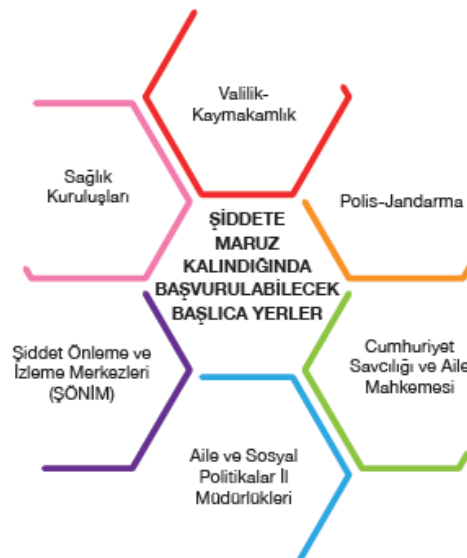 Valilik-
Kaymakamlık
Sağlık
Kuruluşları
Polis-Jandarma
ŞİDDETE
MARUZ
KALINDIĞINDA
BAŞVURULABİLECEK
BAŞLICA YERLER
Şiddet Önleme ve
İzleme Merkezleri
(ŞÖNİM)
Cumhuriyet
Savcılığı ve Aile
Mahkemesi
Aile ve Sosyal
Politikalar İl
Müdürlükleri